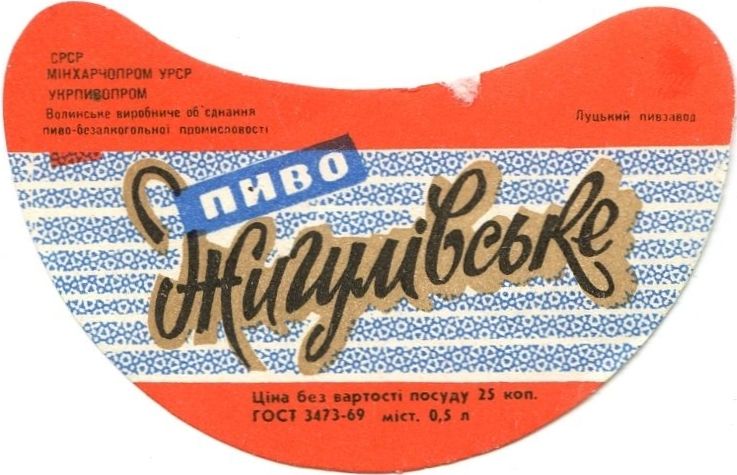 СРСР
МІНХАРЧОПРОМ УРСР
УКРПИВОПРОМ
Волинське виробниче об'єднання
пиво-безалкогольної промисловості
Луцький пивзавод
ПИВО
Жигулівське
Ціна без вартості посуду 25 коп.
ГОСТ 3473-69 міст. 0,5 л